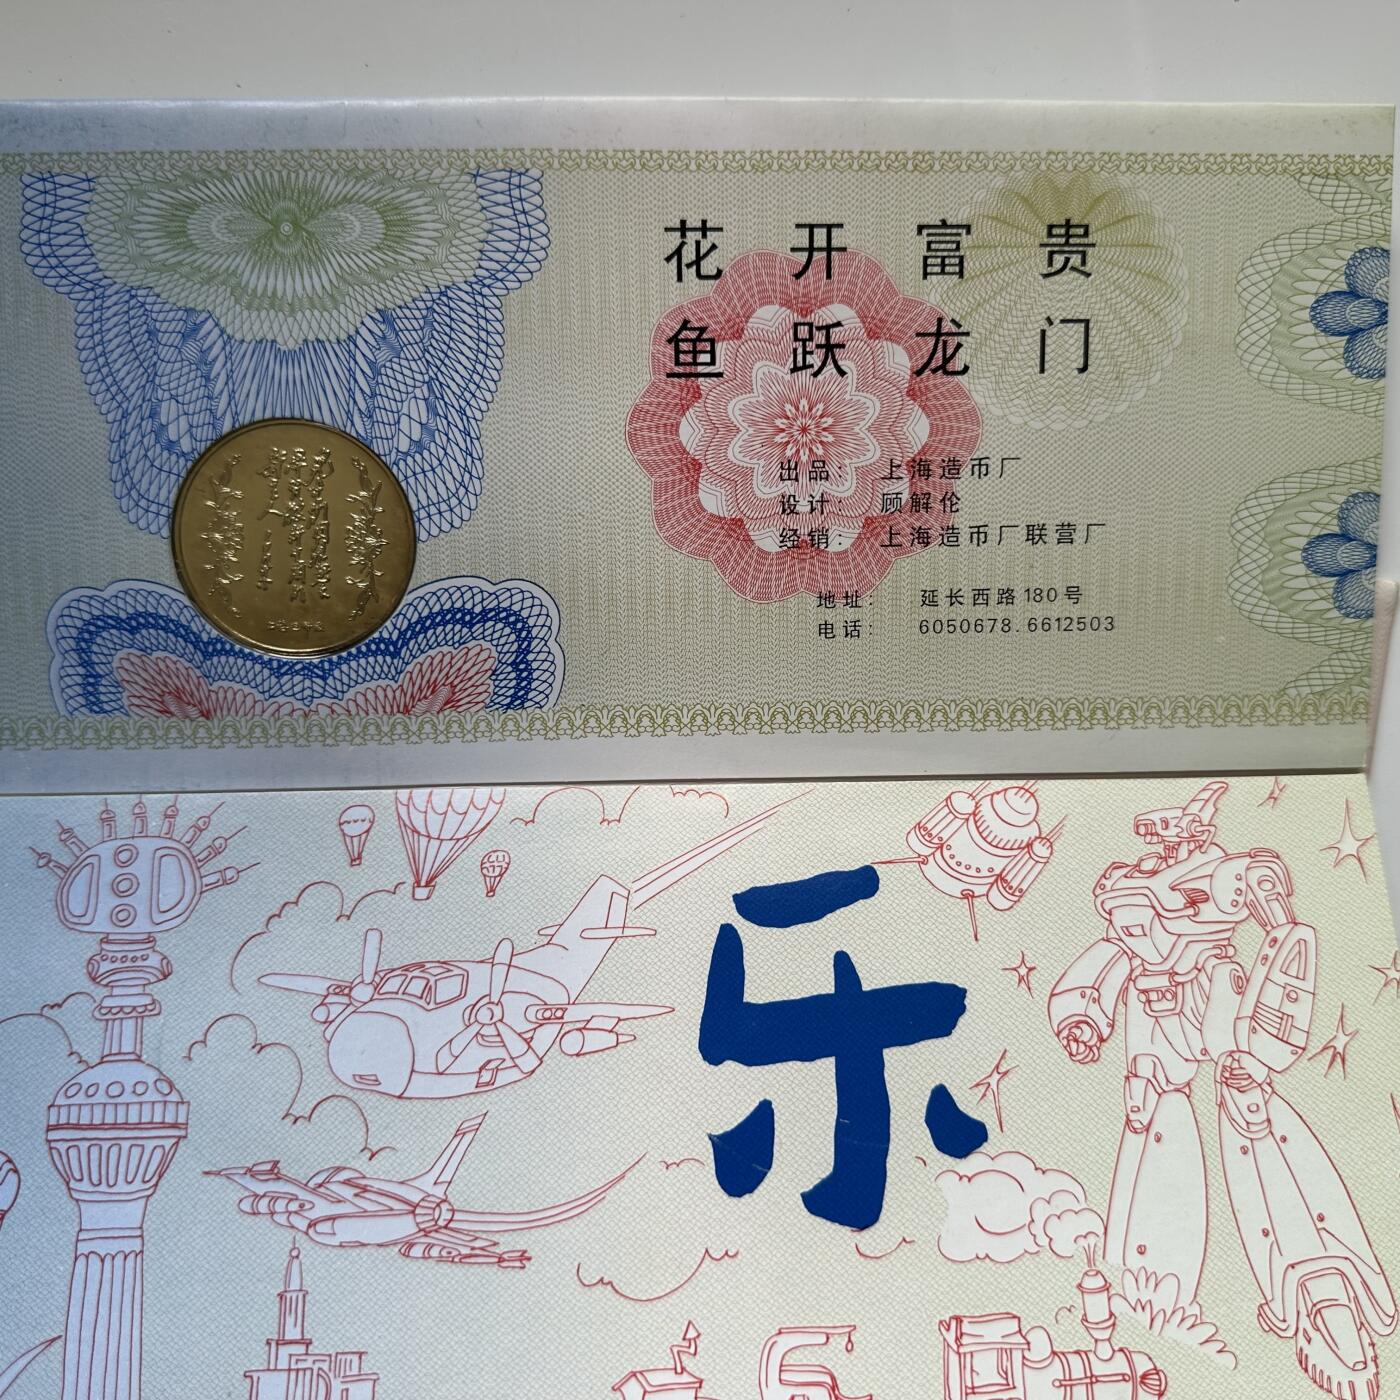 花开富贵
鱼跃龙门
出品: 上海造币厂
设计: 顾解伦
经销: 上海造币厂联营厂
地址: 延长西路180号
电话: 6050678.6612503
乐